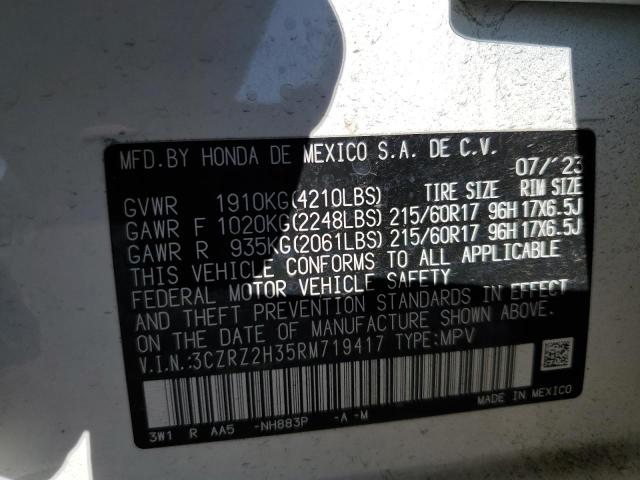 MFD.BY HONDA DE MEXICO S.A. DE C.V. 07/23
GVWR 1910KG(4210LBS) TIRE SIZE RIM SIZE
GAWR F 1020KG(2248LBS) 215/60R17 96H 17X6.5J
GAWR R 935KG(2061LBS) 215/60R17 96H 17X6.5J
THIS VEHICLE CONFORMS TO ALL APPLICABLE
FEDERAL MOTOR VEHICLE SAFETY
AND THEFT PREVENTION STANDARDS IN EFFECT
ON THE DATE OF MANUFACTURE SHOWN ABOVE.
V.I.N.:3CZRZ2H35RM719417 TYPE:MPV
MADE IN MEXICO
3W1 R AA5 -NH883P -A -M